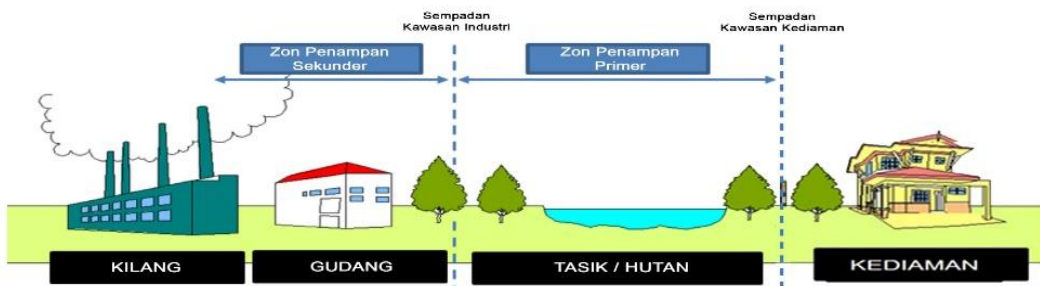 Sempadan
Kawasan Industri
Sempadan
Kawasan Kediaman
Zon Penampan
Sekunder
Zon Penampan
Primer
KILANG
GUDANG
TASIK / HUTAN
KEDIAMAN